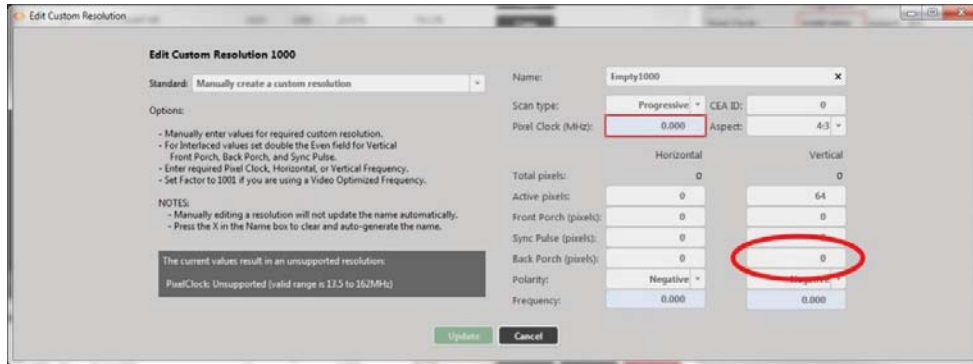 Edit Custom Resolution
Edit Custom Resolution 1000
Standard: Manually create a custom resolution
Options:
- Manually enter values for required custom resolution.
- For Interlaced values set double the Even field for Vertical
Front Porch, Back Porch, and Sync Pulse.
- Enter required Pixel Clock, Horizontal, or Vertical Frequency.
- Set Factor to 1001 if you are using a Video Optimized Frequency.
NOTES:
- Manually editing a resolution will not update the name automatically.
- Press the X in the Name box to clear and auto-generate the name.
The current values result in an unsupported resolution:
PixelClock: Unsupported (valid range is 13.5 to 162MHz)
Name: Empty1000 x
Scan type: Progressive CEA ID: 0
Pixel Clock (MHz): 0.000 Aspect: 4:3
Horizontal Vertical
Total pixels: 0 0
Active pixels: 0 64
Front Porch (pixels): 0 0
Sync Pulse (pixels): 0
Back Porch (pixels): 0 0
Polarity: Negative Negative
Frequency: 0.000 0.000
Update Cancel